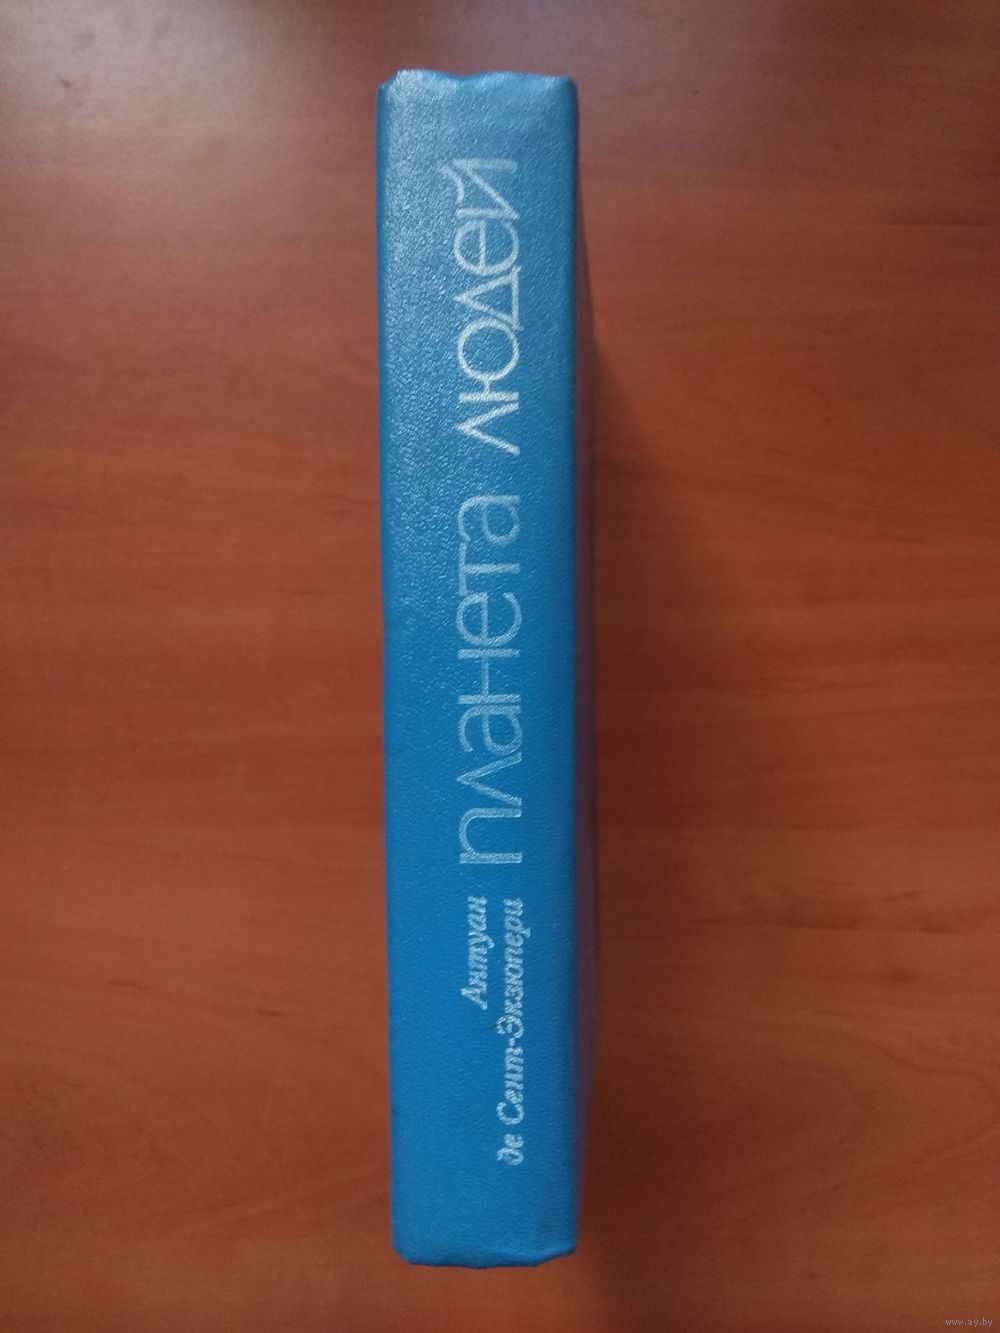 Антуан
де Сент-Экзюпери
планета людей
www.ay.by